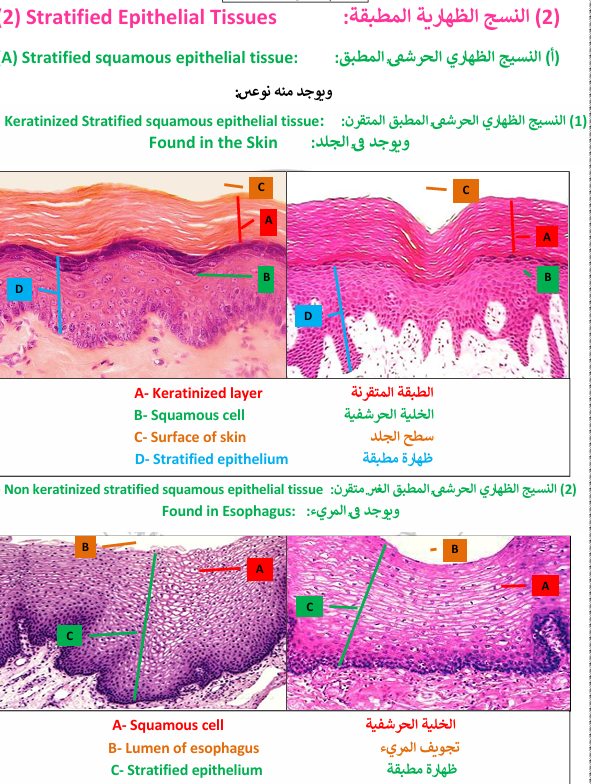 (2) Stratified Epithelial Tissues (2) النسج الظهارية المطبقة:
(A) Stratified squamous epithelial tissue: (أ) النسيج الظهاري الحرشفي المطبق:
ويوجد منه نوعين:
Keratinized Stratified squamous epithelial tissue: (1) النسيج الظهاري الحرشفي المطبق المتقرن:
Found in the Skin ويوجد في الجلد:
C
C
A
A
B
B
D
D
A- Keratinized layer الطبقة المتقرنة
B- Squamous cell الخلية الحرشفية
C- Surface of skin سطح الجلد
D- Stratified epithelium ظهارة مطبقة
Non keratinized stratified squamous epithelial tissue (2) النسيج الظهاري الحرشفي المطبق الغير متقرن:
Found in Esophagus: ويوجد في المريء:
B
B
A
A
C
C
A- Squamous cell الخلية الحرشفية
B- Lumen of esophagus تجويف المريء
C- Stratified epithelium ظهارة مطبقة